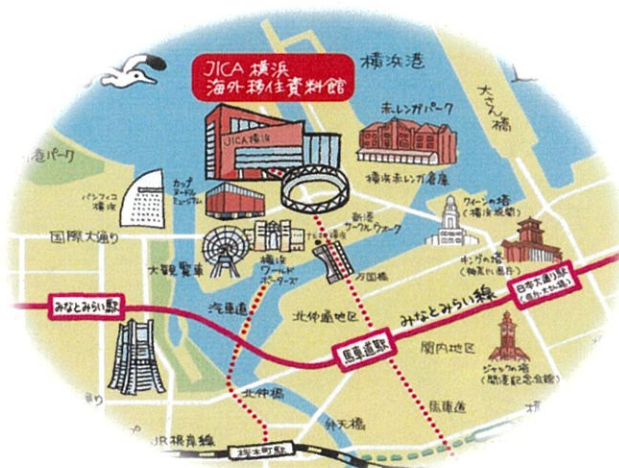 JICA 横浜
海外移住資料館
横浜港
大さん橋
赤レンガパーク
JICA横浜
横浜赤レンガ倉庫
港パーク
パシフィコ
横浜
カップ
ヌードル
ミュージアム
新港
サークルウォーク
クイーンの塔
(横浜税関)
国際大通り
大観覧車
横浜
ワールド
ポーターズ
万国橋
キングの塔
汽車道
みなとみらい駅
北仲通地区
みなとみらい線
日本大通り駅
馬車道駅
関内地区
ジャックの塔
(開港記念会館)
北仲橋
馬車道
弁天橋
JR根岸線
桜木町駅